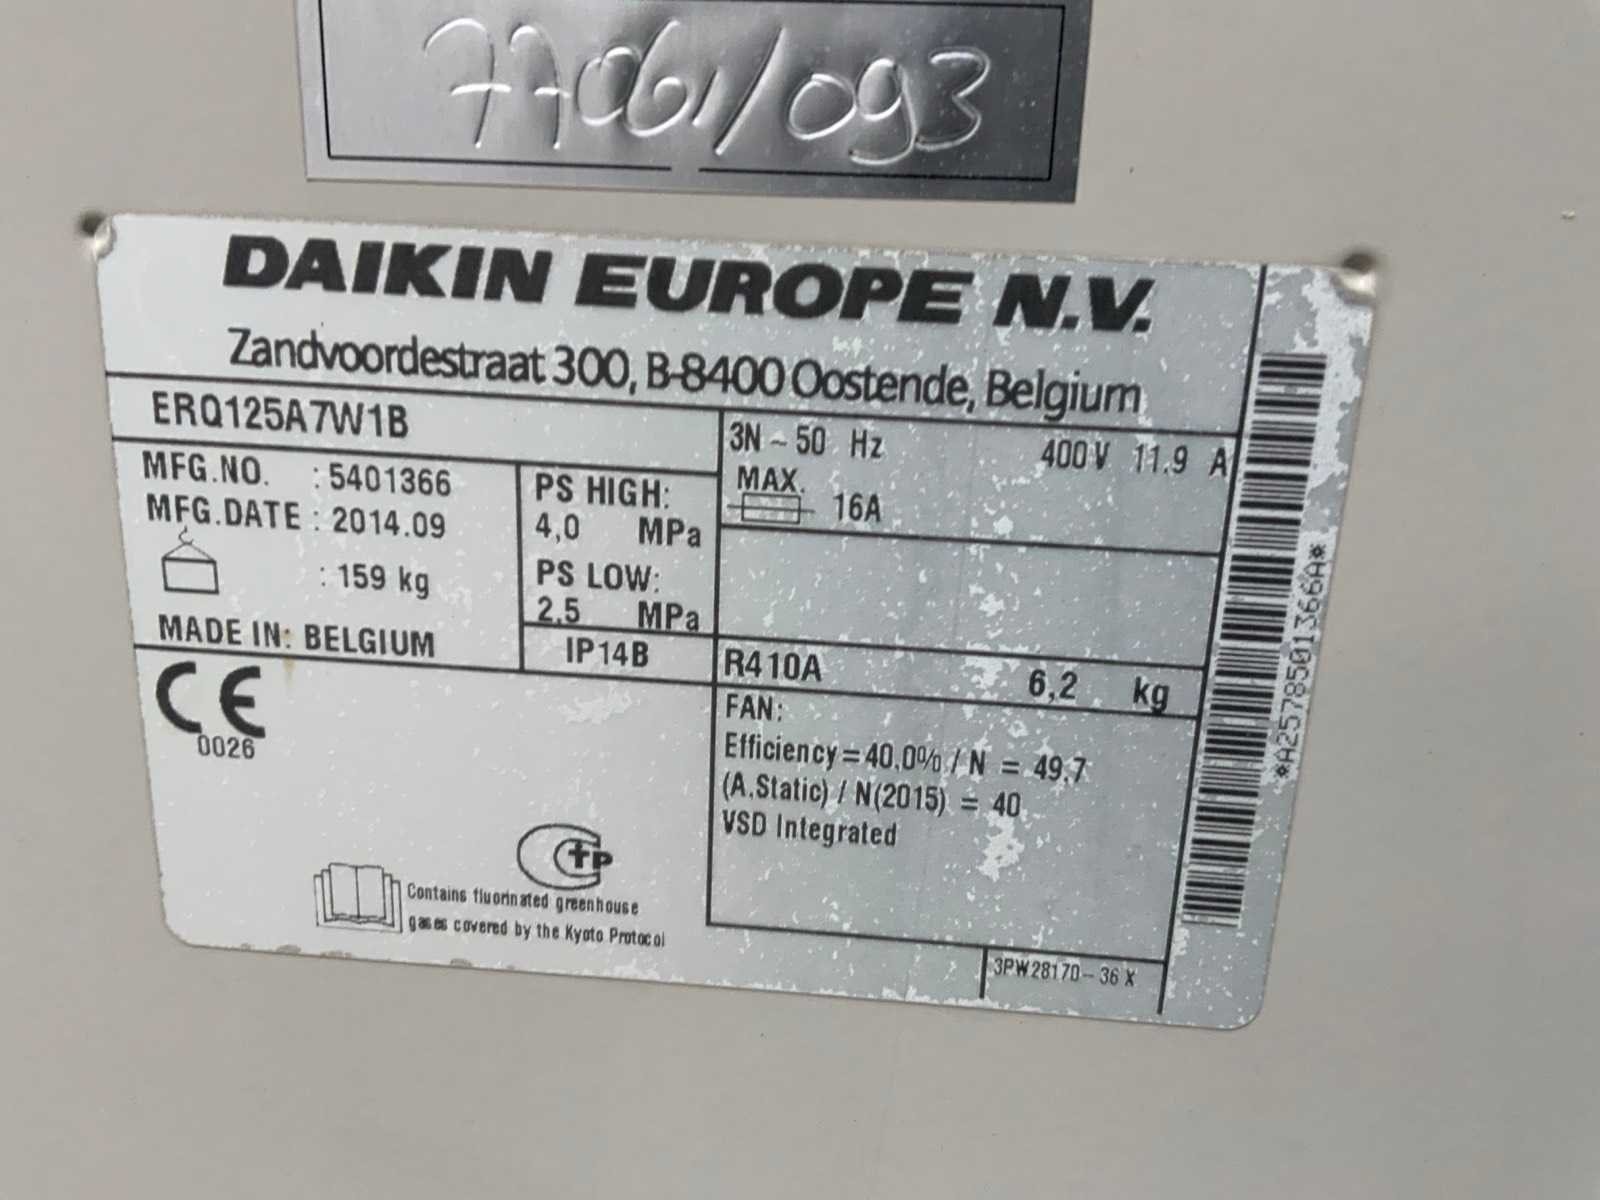 77061/093
DAIKIN EUROPE N.V.
Zandvoordestraat 300, B-8400 Oostende, Belgium
ERQ125A7W1B
3N ~ 50 Hz 400 V 11.9 A
MAX. 16A
MFG.NO. : 5401366
MFG.DATE : 2014.09
: 159 kg
MADE IN: BELGIUM
PS HIGH:
4,0 MPa
PS LOW:
2,5 MPa
IP14B
R410A 6,2 kg
FAN:
Efficiency = 40,0% / N = 49,7
(A.Static) / N(2015) = 40
VSD Integrated
CE
0026
CTP
Contains fluorinated greenhouse
gases covered by the Kyoto Protocol
3PW28170-36 X
*A2578501366A*